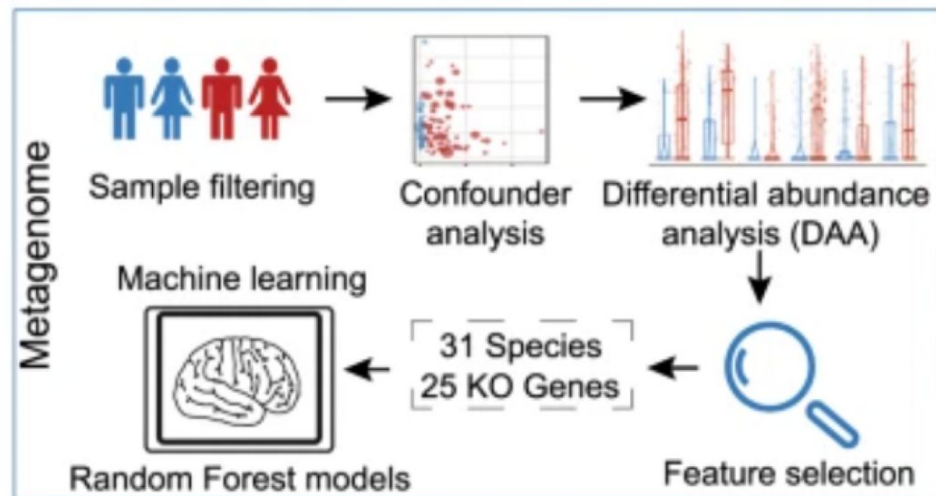 Metagenome
Sample filtering
Confounder
analysis
Differential abundance
analysis (DAA)
Feature selection
31 Species
25 KO Genes
Machine learning
Random Forest models